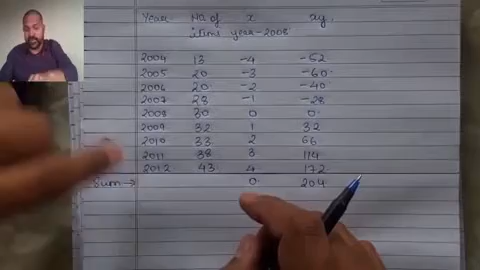 Year No. of x xy
items year-2008
2004 13 -4 -52
2005 20 -3 -60
2006 20 -2 -40
2007 28 -1 -28
2008 30 0 0
2009 32 1 32
2010 33 2 66
2011 38 3 114
2012 43 4 172
Sum → 0 204